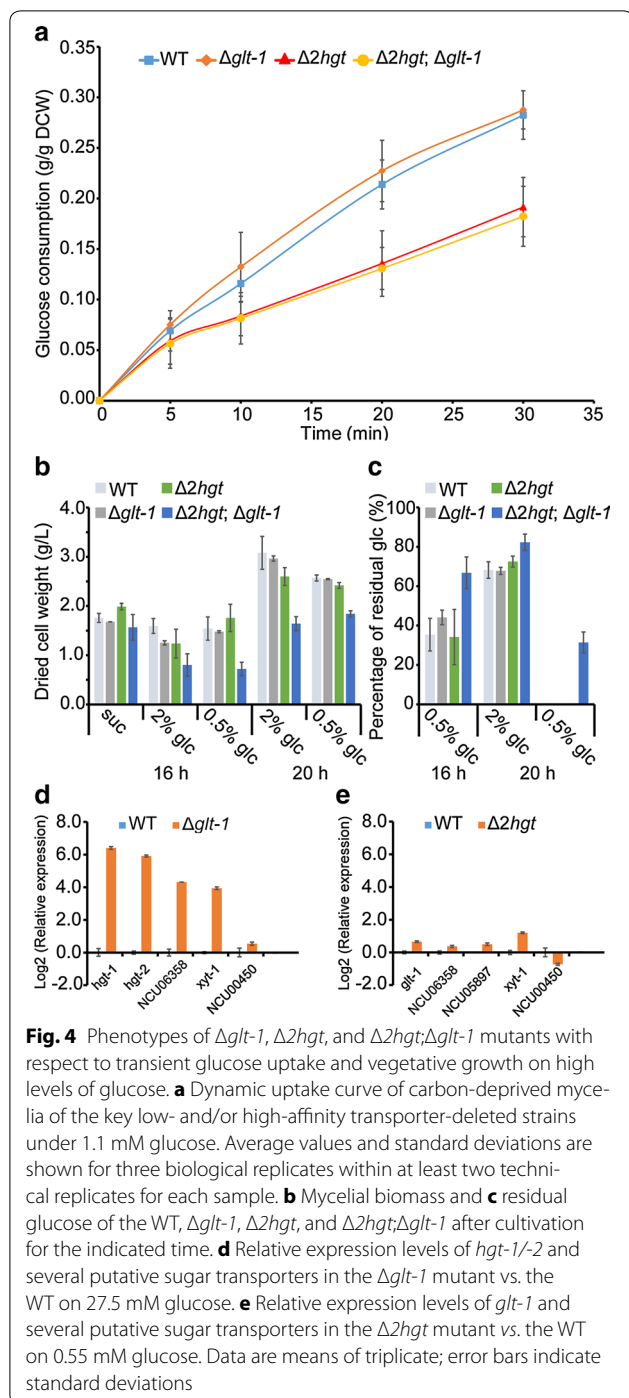 a
WT Δglt-1 Δ2hgt Δ2hgt; Δglt-1
Glucose consumption (g/g DCW)
0.35
0.30
0.25
0.20
0.15
0.10
0.05
0.00
0 5 10 15 20 25 30 35
Time (min)
b
WT Δ2hgt
Δglt-1 Δ2hgt; Δglt-1
Dried cell weight (g/L)
4.0
3.0
2.0
1.0
0.0
suc 2% glc 0.5% glc 2% glc 0.5% glc
16 h 20 h
c
WT Δ2hgt
Δglt-1 Δ2hgt; Δglt-1
Percentage of residual glc (%)
100
80
60
40
20
0
0.5% glc 2% glc 0.5% glc
16 h 20 h
d
WT Δglt-1
Log2 (Relative expression)
8.0
6.0
4.0
2.0
0.0
-2.0
hgt-1 hgt-2 NCU06358 xyt-1 NCU00450
e
WT Δ2hgt
Log2 (Relative expression)
8.0
6.0
4.0
2.0
0.0
-2.0
glt-1 NCU06358 NCU05897 xyt-1 NCU00450
Fig. 4 Phenotypes of Δglt-1, Δ2hgt, and Δ2hgt;Δglt-1 mutants with
respect to transient glucose uptake and vegetative growth on high
levels of glucose. a Dynamic uptake curve of carbon-deprived myce-
lia of the key low- and/or high-affinity transporter-deleted strains
under 1.1 mM glucose. Average values and standard deviations are
shown for three biological replicates within at least two techni-
cal replicates for each sample. b Mycelial biomass and c residual
glucose of the WT, Δglt-1, Δ2hgt, and Δ2hgt;Δglt-1 after cultivation
for the indicated time. d Relative expression levels of hgt-1/-2 and
several putative sugar transporters in the Δglt-1 mutant vs. the
WT on 27.5 mM glucose. e Relative expression levels of glt-1 and
several putative sugar transporters in the Δ2hgt mutant vs. the WT
on 0.55 mM glucose. Data are means of triplicate; error bars indicate
standard deviations